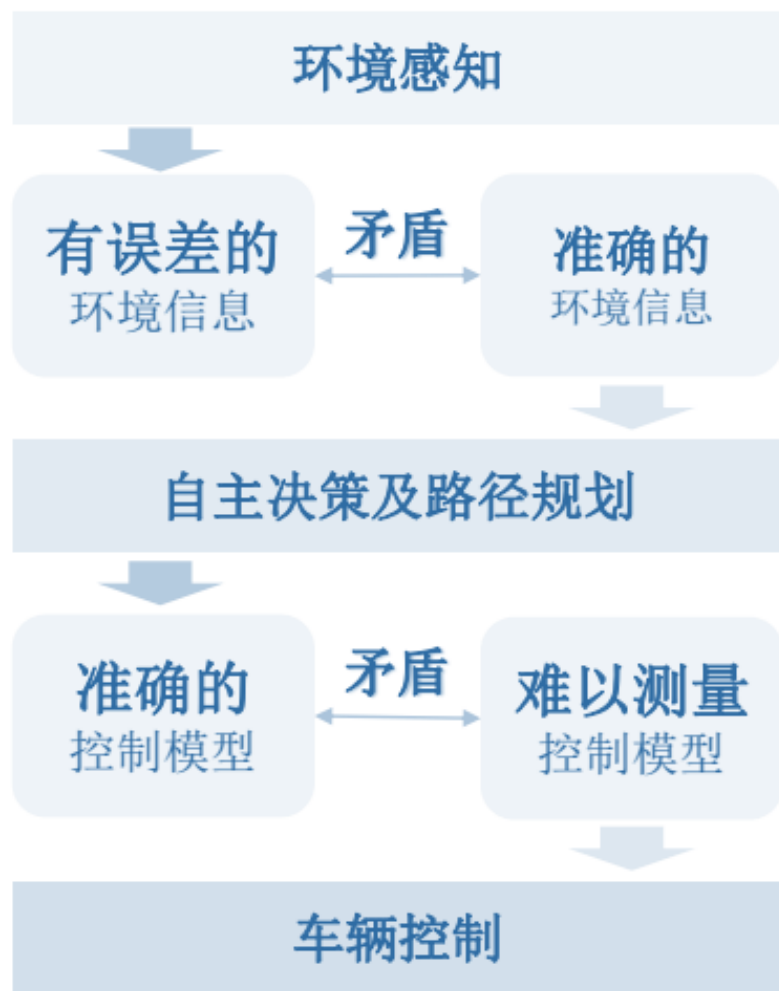 环境感知
有误差的
环境信息
矛盾
准确的
环境信息
自主决策及路径规划
准确的
控制模型
矛盾
难以测量
控制模型
车辆控制